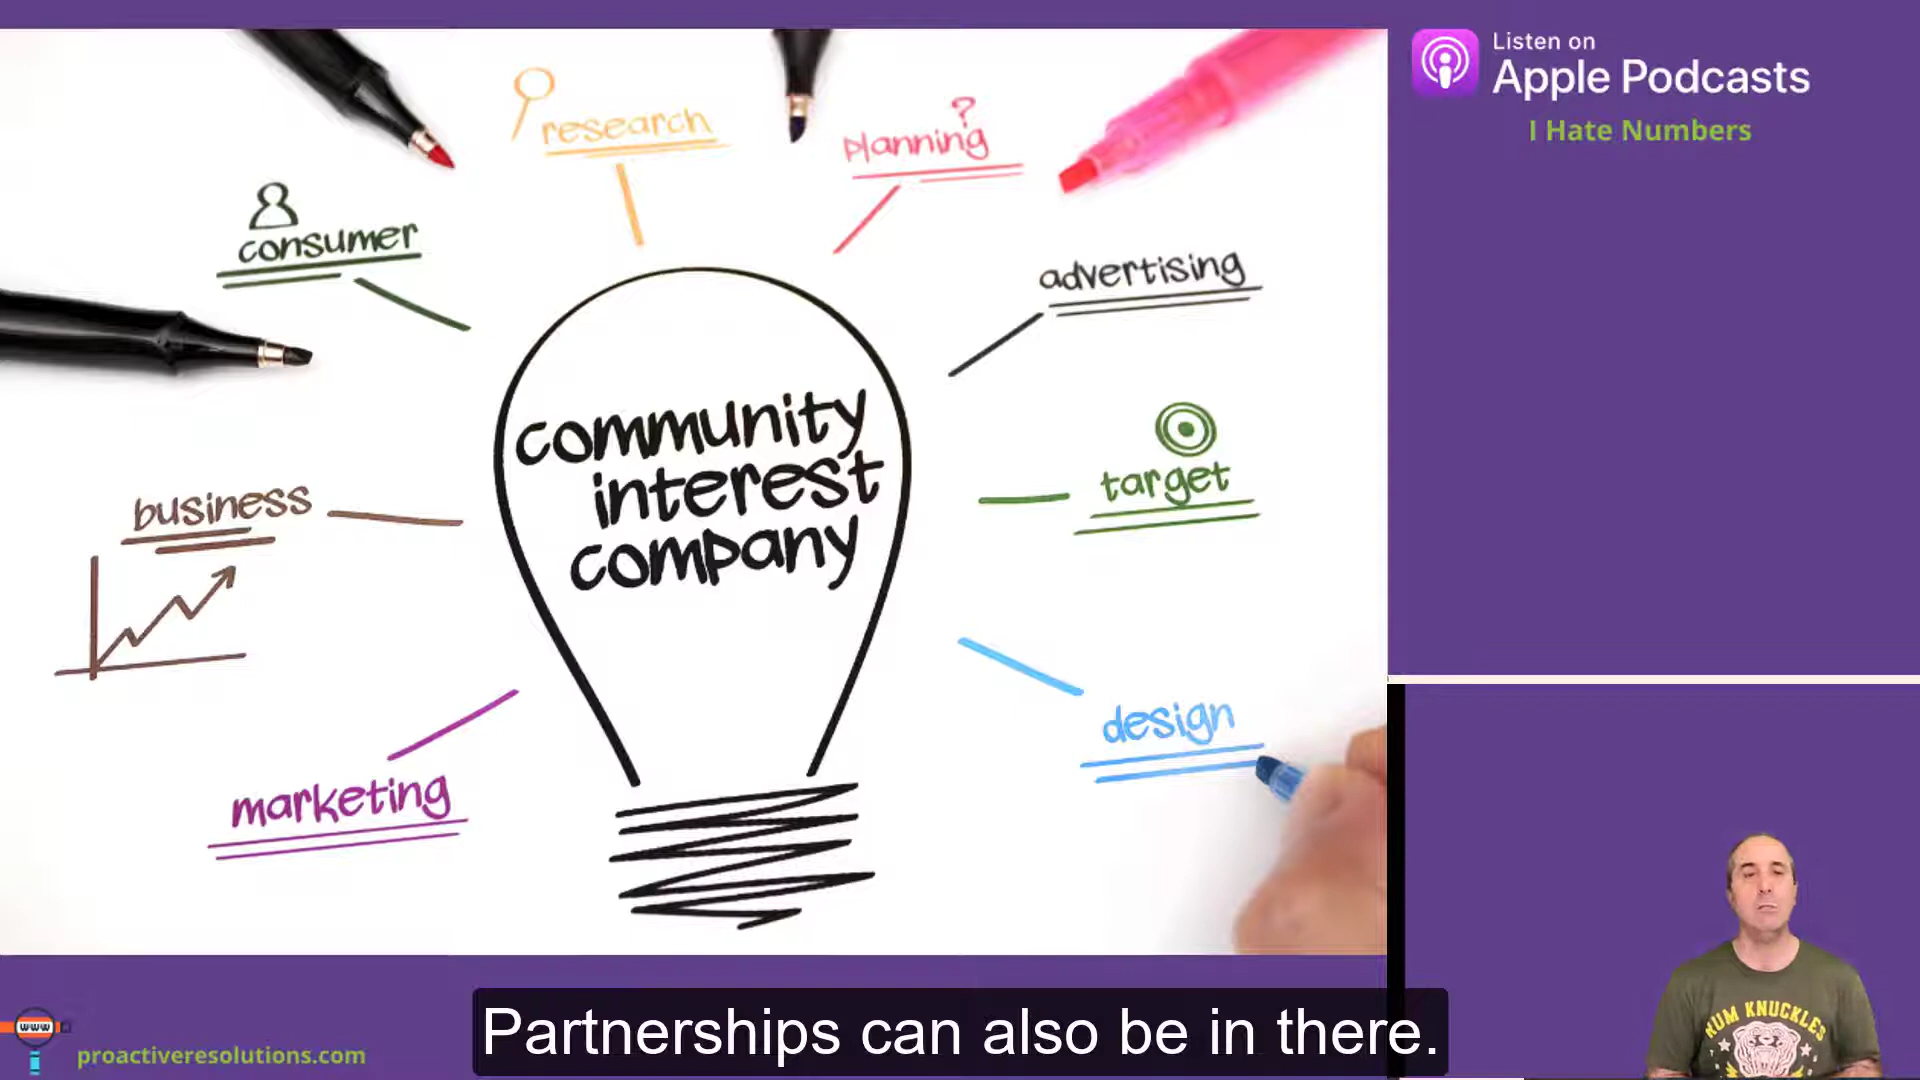 Listen on
Apple Podcasts
I Hate Numbers
research
?
planning
consumer
advertising
community
interest
company
target
business
design
marketing
www
proactiveresolutions.com
Partnerships can also be in there.
RUM KNUCKLES